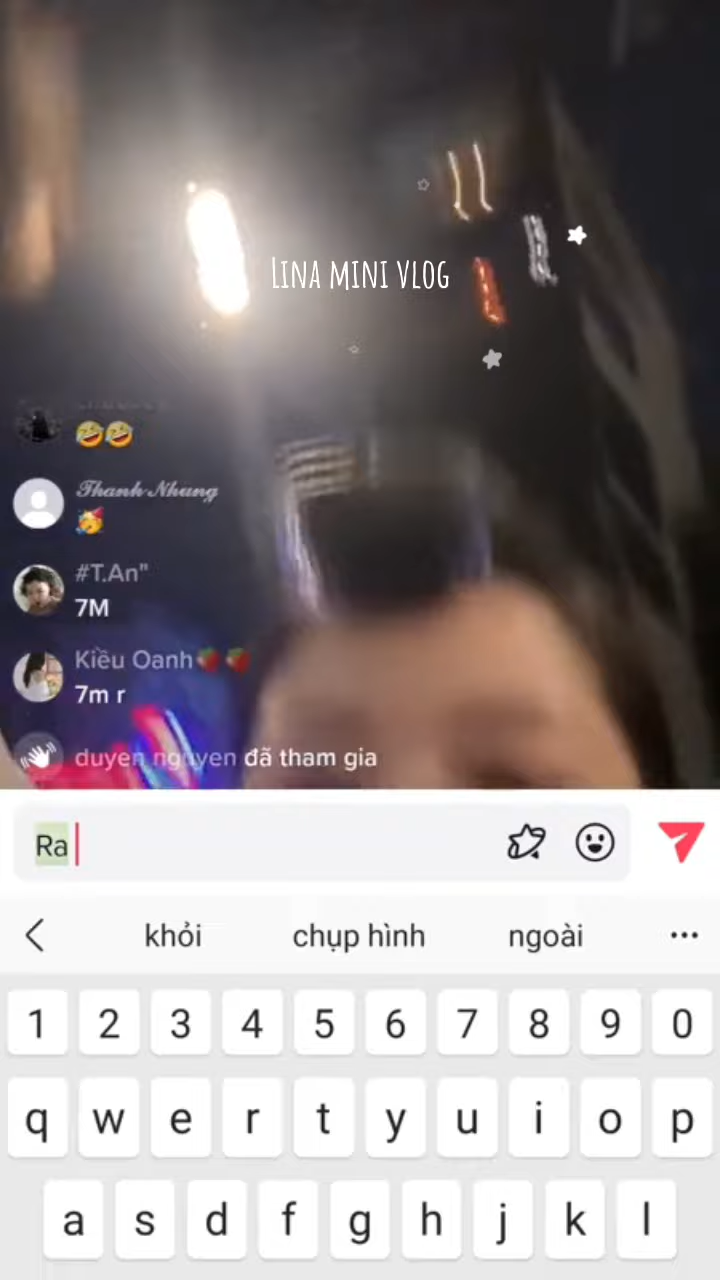 LINA MINI VLOG
🤣🤣
Thanh Nhung
🥳
#T.An"
7M
Kiều Oanh🍓🍓
7m r
duyen nguyen đã tham gia
Ra
khỏi chụp hình ngoài ...
1 2 3 4 5 6 7 8 9 0
q w e r t y u i o p
a s d f g h j k l